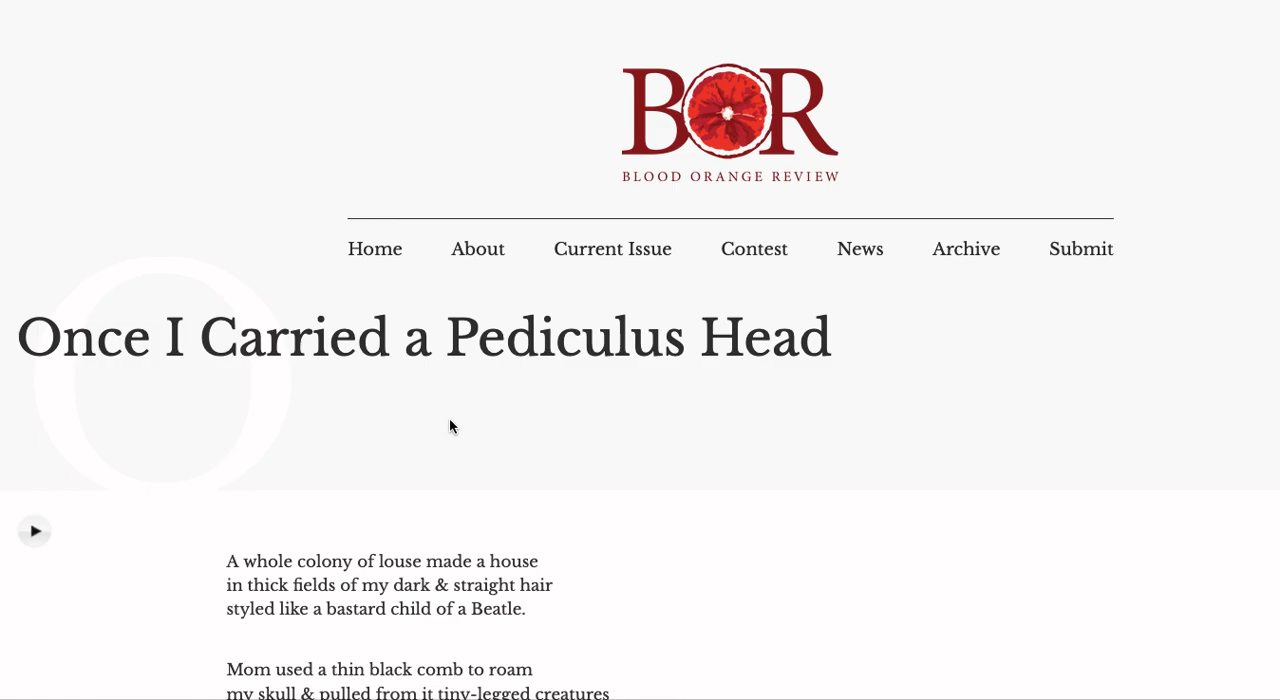 BOR
BLOOD ORANGE REVIEW
Home About Current Issue Contest News Archive Submit
O
Once I Carried a Pediculus Head
A whole colony of louse made a house
in thick fields of my dark & straight hair
styled like a bastard child of a Beatle.
Mom used a thin black comb to roam
my skull & pulled from it tiny-legged creatures